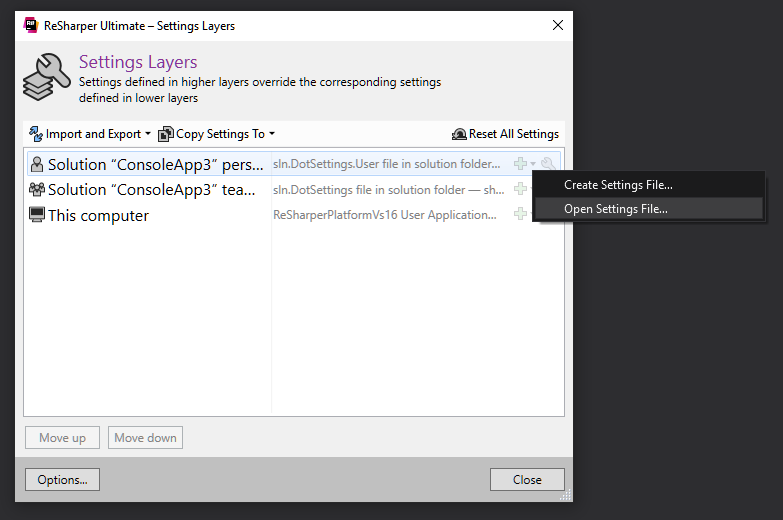 ReSharper Ultimate – Settings Layers
Settings Layers
Settings defined in higher layers override the corresponding settings
defined in lower layers
Import and Export
Copy Settings To
Reset All Settings
Solution “ConsoleApp3” pers... sln.DotSettings.User file in solution folder...
Solution “ConsoleApp3” tea... sln.DotSettings file in solution folder — sh...
This computer ReSharperPlatformVs16 User Application...
Create Settings File...
Open Settings File...
Move up
Move down
Options...
Close